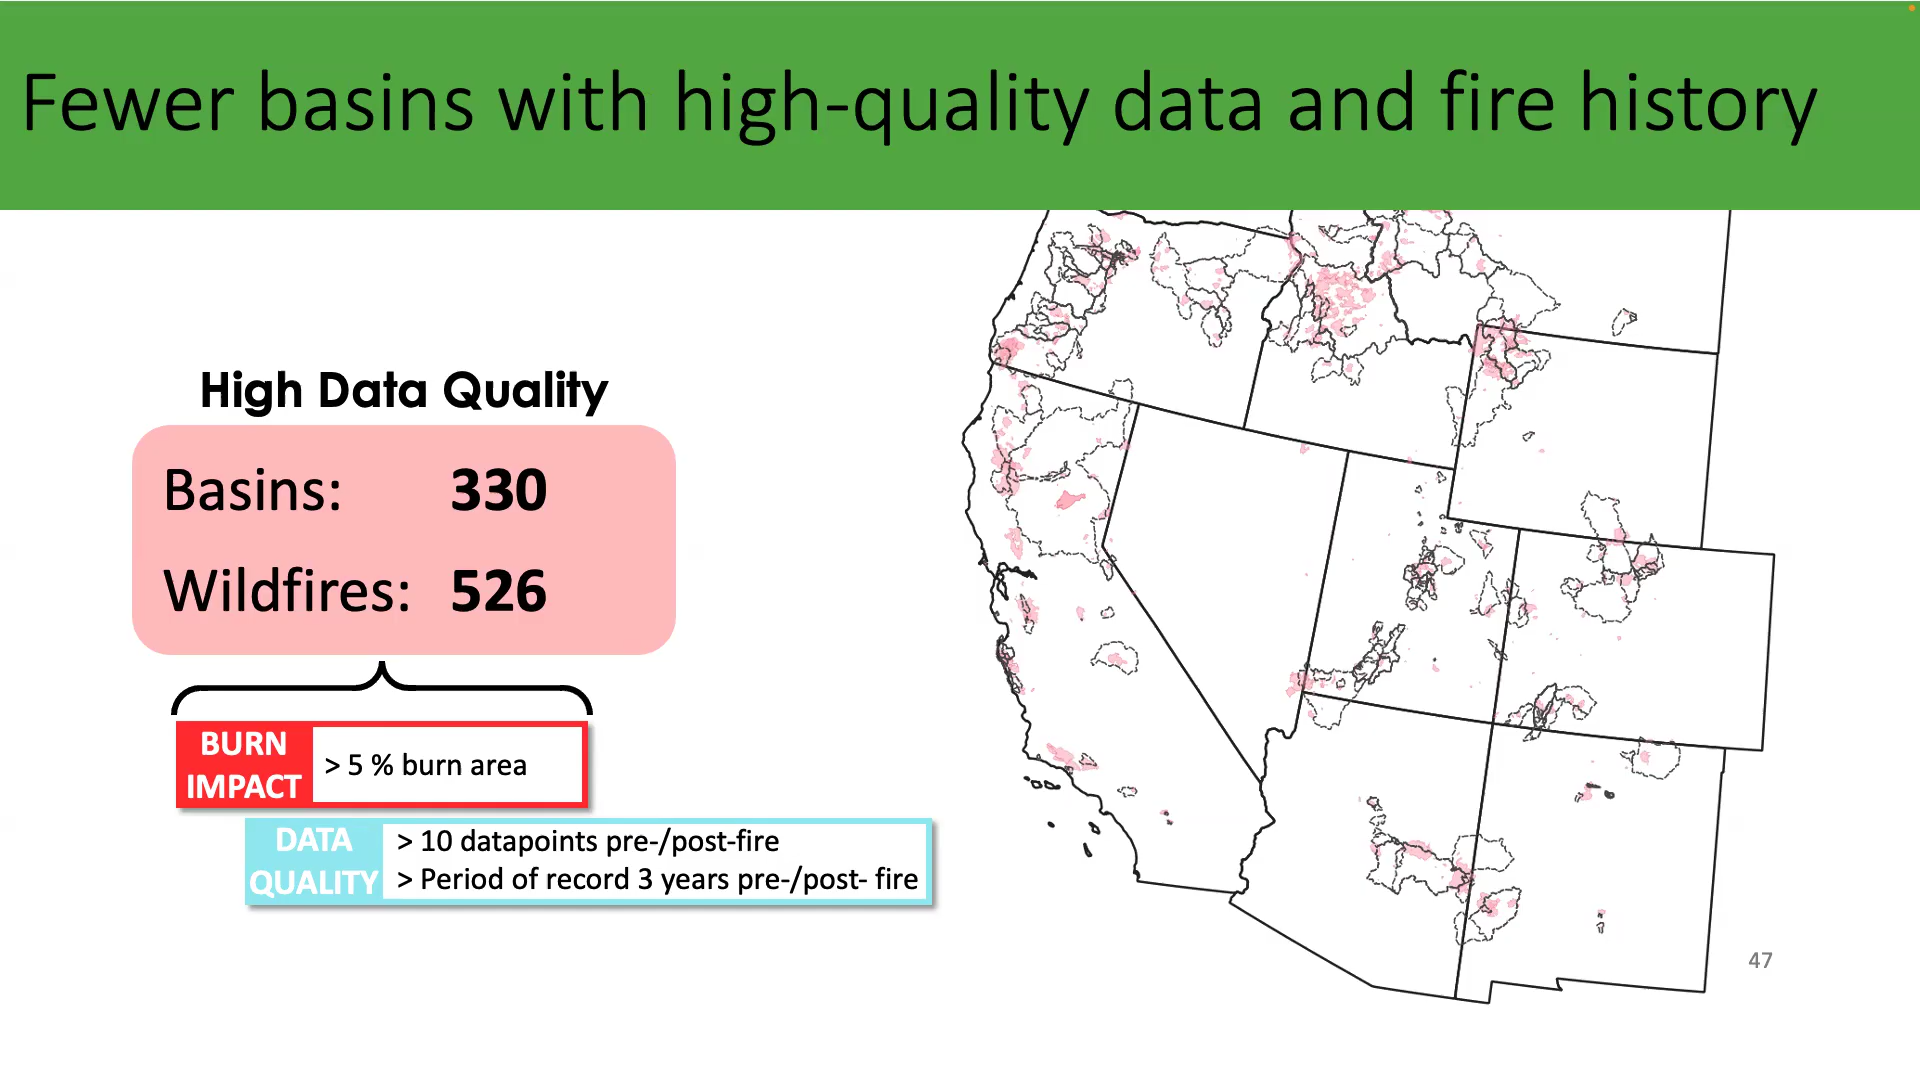 Fewer basins with high-quality data and fire history
High Data Quality
Basins: 330
Wildfires: 526
BURN
IMPACT
> 5 % burn area
DATA
QUALITY
> 10 datapoints pre-/post-fire
> Period of record 3 years pre-/post- fire
47